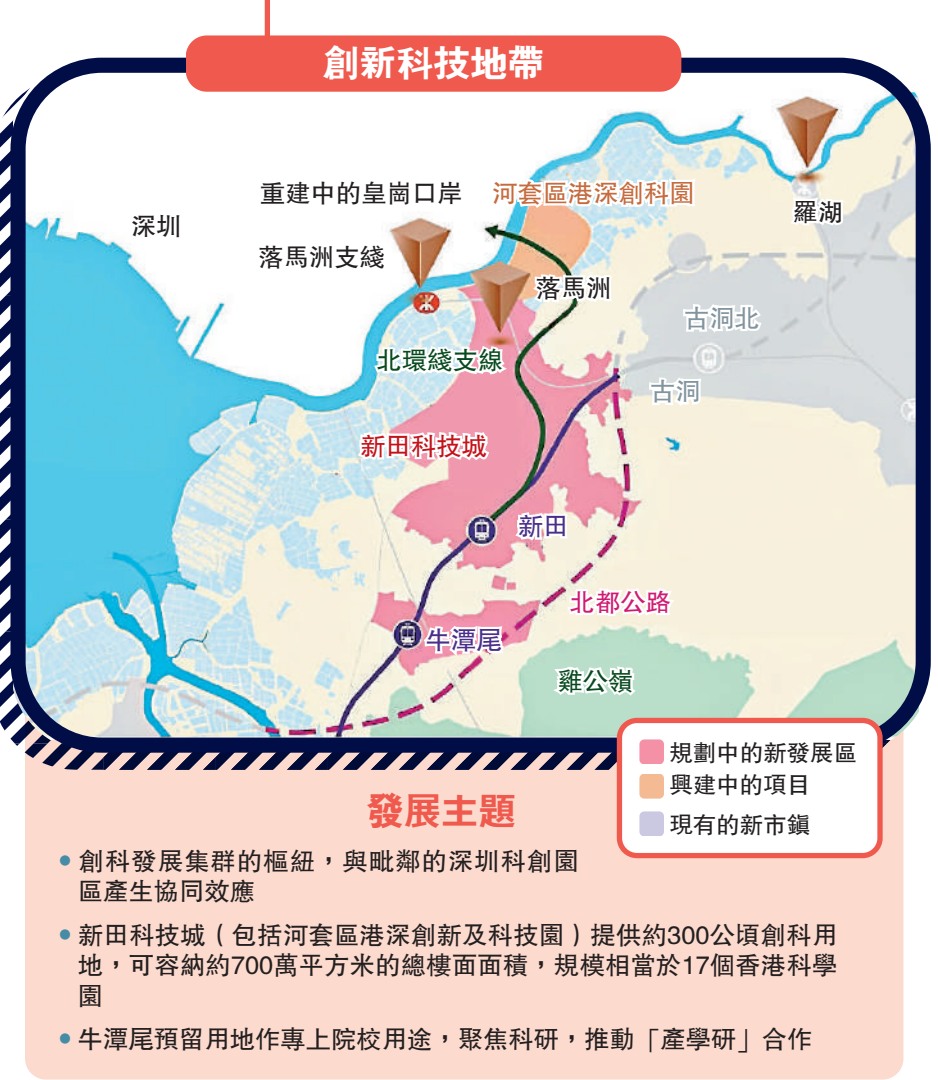 創新科技地帶
重建中的皇崗口岸
河套區港深創科園
深圳
羅湖
落馬洲支綫
落馬洲
古洞北
北環綫支線
古洞
新田科技城
新田
北都公路
牛潭尾
雞公嶺
規劃中的新發展區
興建中的項目
現有的新市鎮
發展主題
創科發展集群的樞紐，與毗鄰的深圳科創園
區產生協同效應
新田科技城（包括河套區港深創新及科技園）提供約300公頃創科用
地，可容納約700萬平方米的總樓面面積，規模相當於17個香港科學
園
牛潭尾預留用地作專上院校用途，聚焦科研，推動「產學研」合作